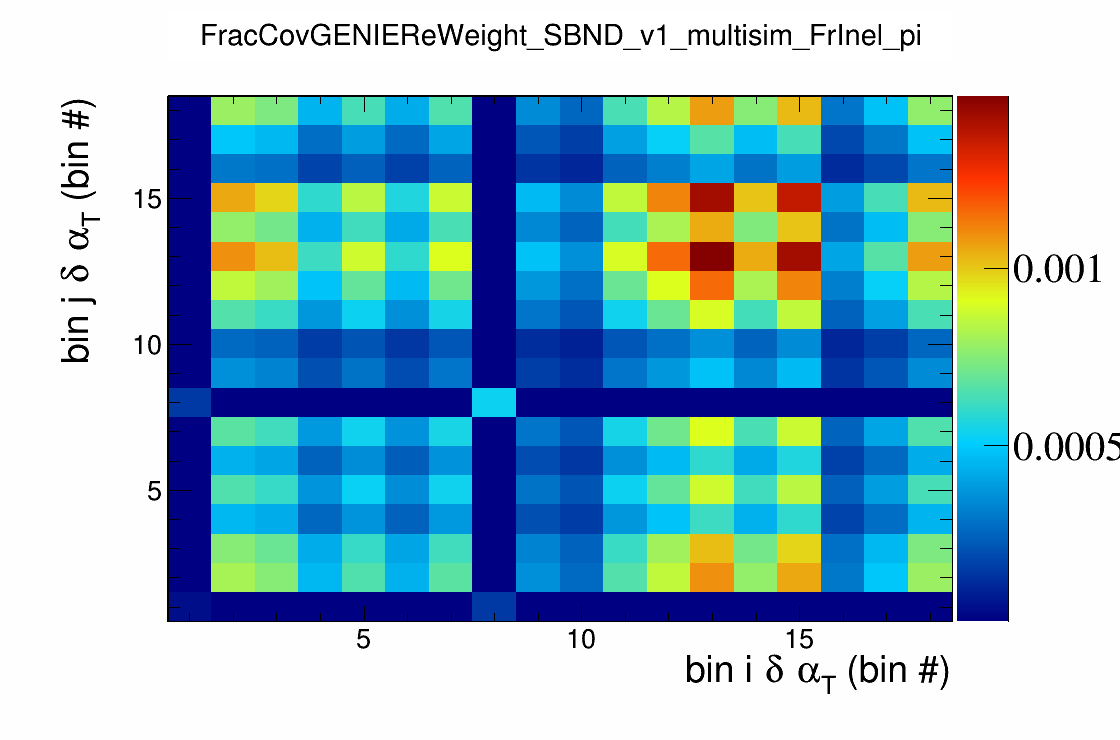 FracCovGENIEReWeight_SBND_v1_multisim_FrInel_pi
bin j δ α_T (bin #)
15
10
5
5
10
15
bin i δ α_T (bin #)
0.001
0.0005